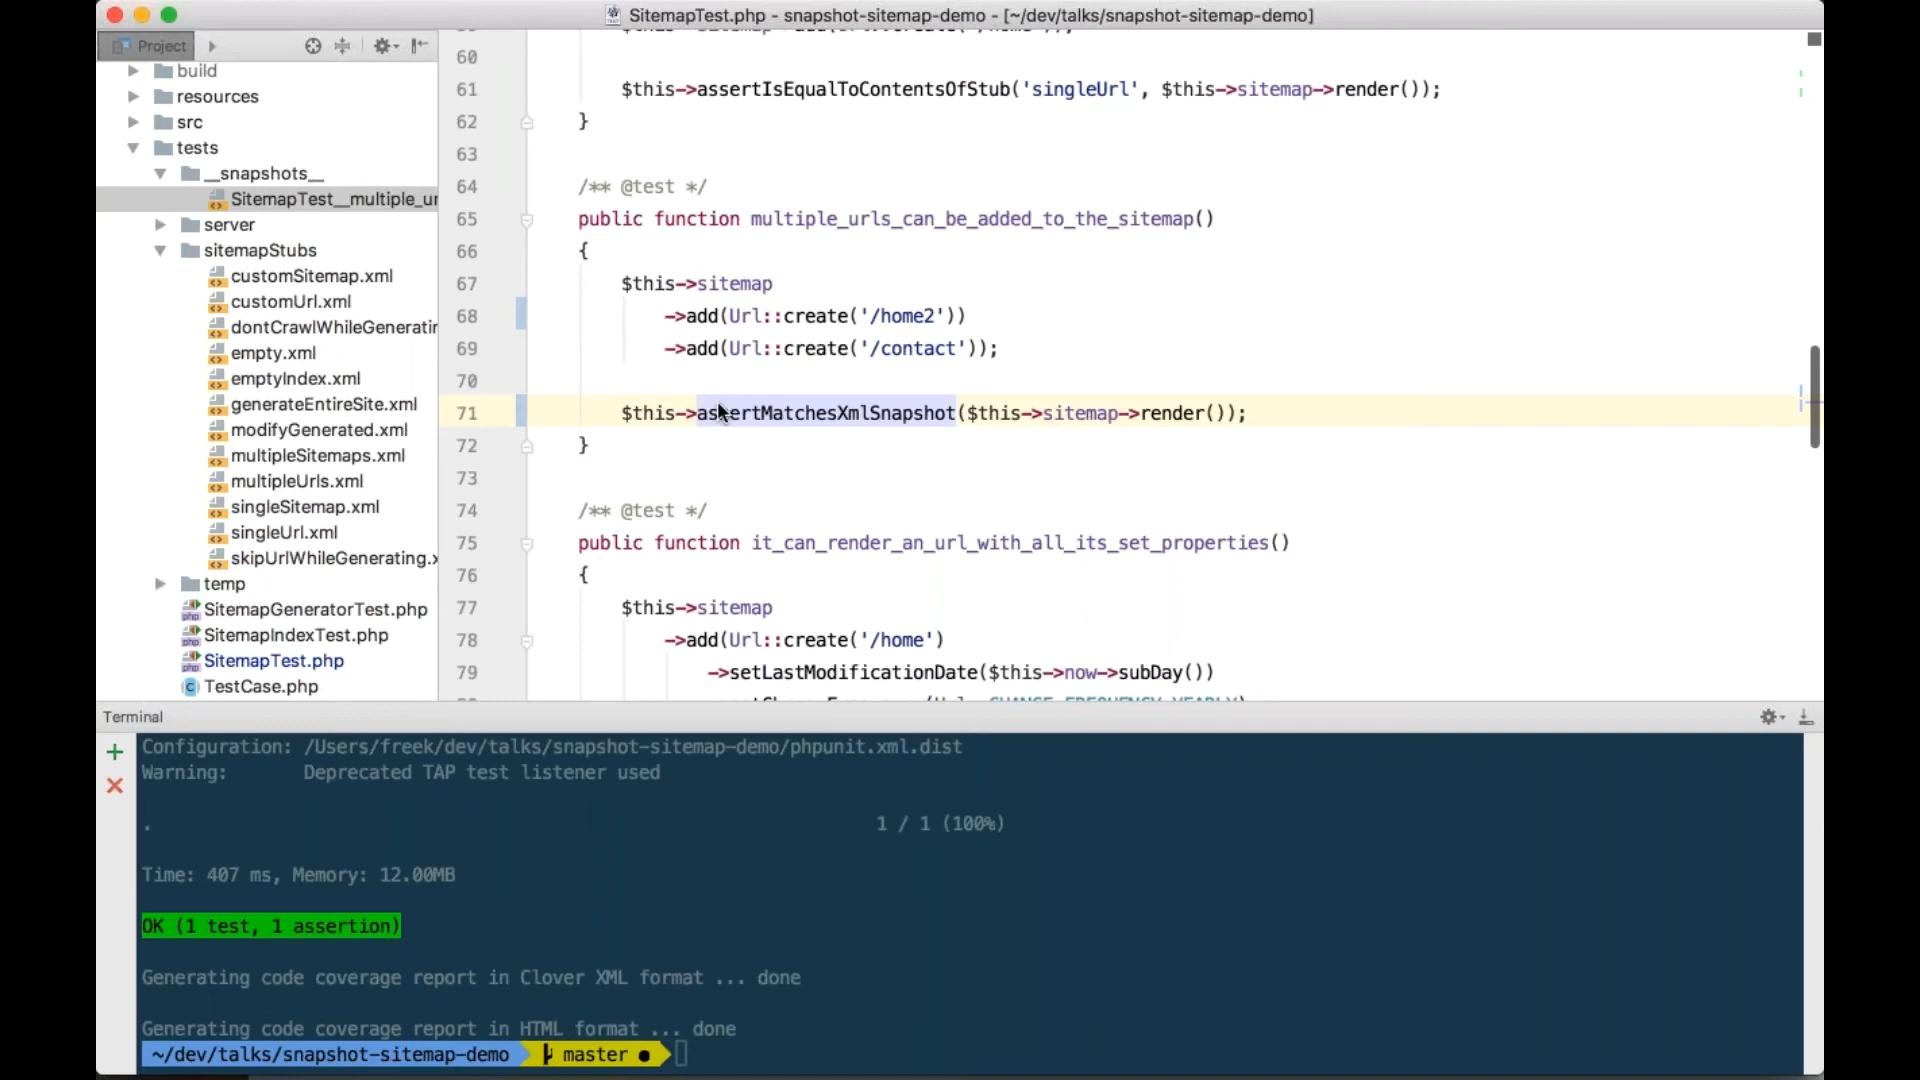 SitemapTest.php - snapshot-sitemap-demo - [~/dev/talks/snapshot-sitemap-demo]
Project
build
resources
src
tests
__snapshots__
SitemapTest__multiple_ur
server
sitemapStubs
customSitemap.xml
customUrl.xml
dontCrawlWhileGeneratir
empty.xml
emptyIndex.xml
generateEntireSite.xml
modifyGenerated.xml
multipleSitemaps.xml
multipleUrls.xml
singleSitemap.xml
singleUrl.xml
skipUrlWhileGenerating.x
temp
SitemapGeneratorTest.php
SitemapIndexTest.php
SitemapTest.php
TestCase.php
60
61 $this->assertIsEqualToContentsOfStub('singleUrl', $this->sitemap->render());
62 }
63
64 /** @test */
65 public function multiple_urls_can_be_added_to_the_sitemap()
66 {
67 $this->sitemap
68 ->add(Url::create('/home2'))
69 ->add(Url::create('/contact'));
70
71 $this->assertMatchesXmlSnapshot($this->sitemap->render());
72 }
73
74 /** @test */
75 public function it_can_render_an_url_with_all_its_set_properties()
76 {
77 $this->sitemap
78 ->add(Url::create('/home')
79 ->setLastModificationDate($this->now->subDay())
Terminal
Configuration: /Users/freek/dev/talks/snapshot-sitemap-demo/phpunit.xml.dist
Warning: Deprecated TAP test listener used
. 1 / 1 (100%)
Time: 407 ms, Memory: 12.00MB
OK (1 test, 1 assertion)
Generating code coverage report in Clover XML format ... done
Generating code coverage report in HTML format ... done
~/dev/talks/snapshot-sitemap-demo master ●